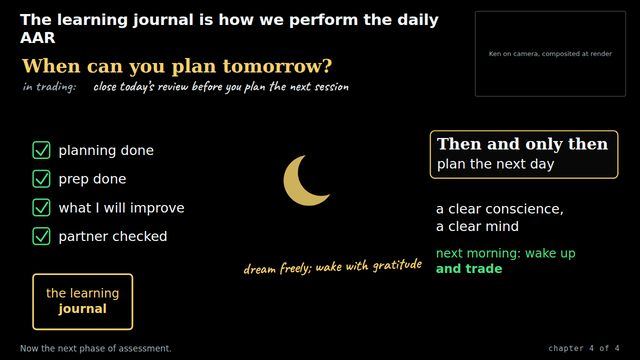 The learning journal is how we perform the daily
AAR
Ken on camera, composited at render
When can you plan tomorrow?
in trading: close today's review before you plan the next session
planning done
prep done
what I will improve
partner checked
the learning
journal
dream freely; wake with gratitude
Then and only then
plan the next day
a clear conscience,
a clear mind
next morning: wake up
and trade
Now the next phase of assessment.
chapter 4 of 4